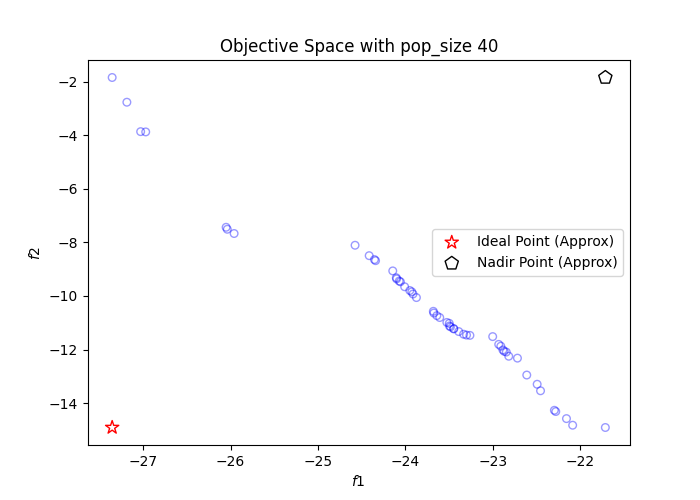 Objective Space with pop_size 40
−2
−4
−6
−8
−10
−12
−14
f2
Ideal Point (Approx)
Nadir Point (Approx)
−27
−26
−25
−24
−23
−22
f1